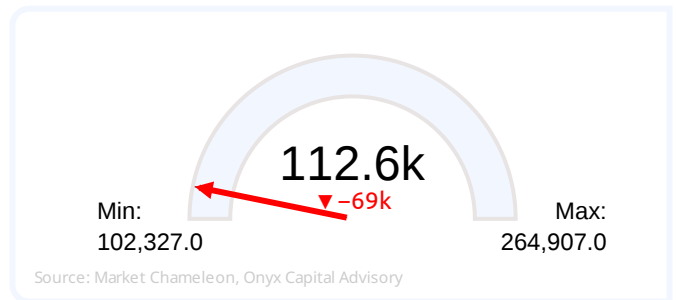 112.6k
▼−69k
Min:
102,327.0
Max:
264,907.0
Source: Market Chameleon, Onyx Capital Advisory